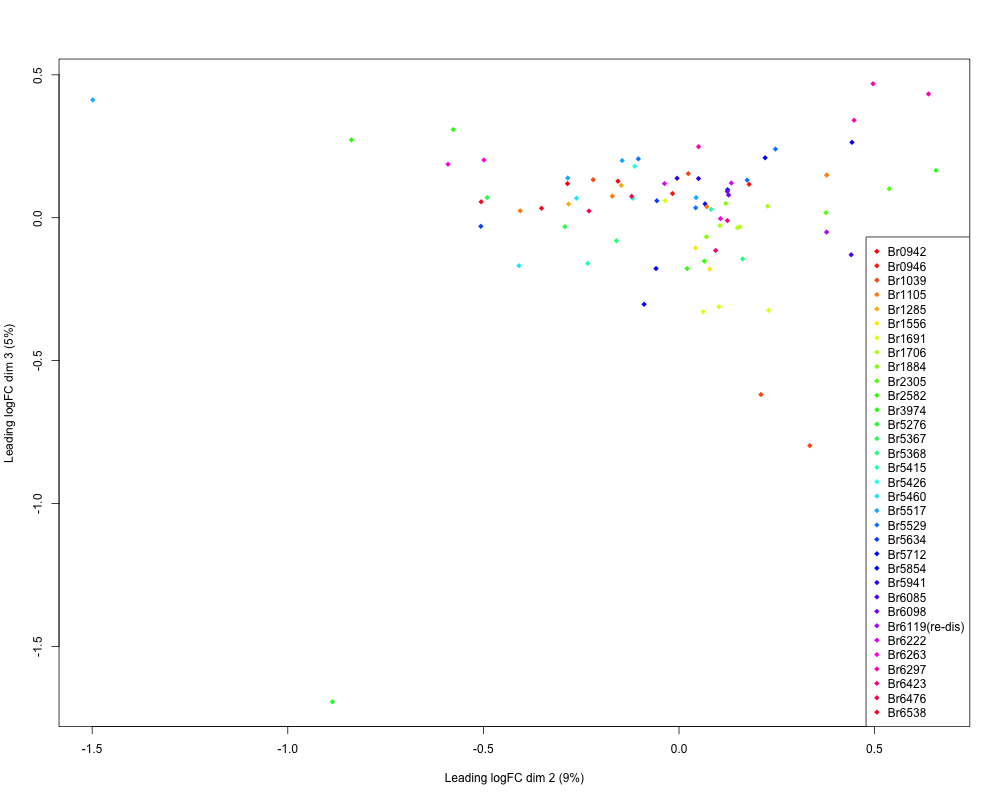 0.5
0.0
-0.5
-1.0
-1.5
Leading logFC dim 3 (5%)
Br0942
Br0946
Br1039
Br1105
Br1285
Br1556
Br1691
Br1706
Br1884
Br2305
Br2582
Br3974
Br5276
Br5367
Br5368
Br5415
Br5426
Br5460
Br5517
Br5529
Br5634
Br5712
Br5854
Br5941
Br6085
Br6098
Br6119(re-dis)
Br6222
Br6263
Br6297
Br6423
Br6476
Br6538
-1.5
-1.0
-0.5
0.0
0.5
Leading logFC dim 2 (9%)